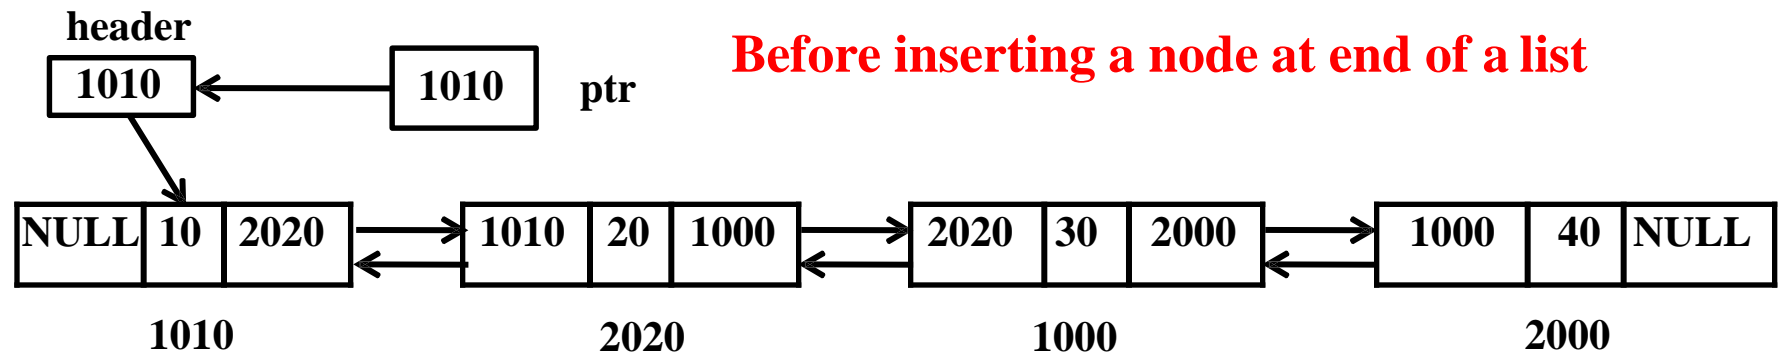 header
Before inserting a node at end of a list
1010 1010 ptr
NULL 10 2020 1010 20 1000 2020 30 2000 1000 40 NULL
1010 2020 1000 2000